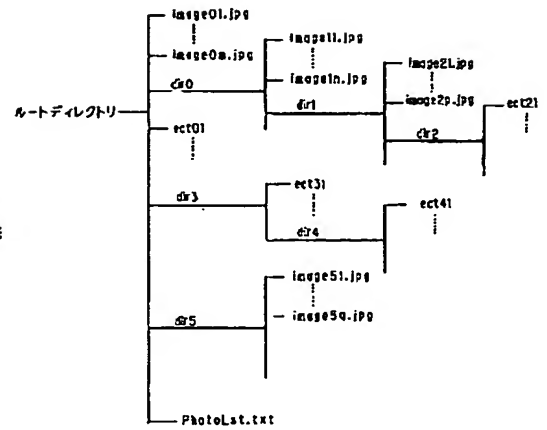 image01.jpg
image0m.jpg
dir0
image11.jpg
image1n.jpg
dir1
image21.jpg
image2p.jpg
dir2
ect21
ルートディレクトリ
ect01
dir3
ect31
dir4
ect41
dir5
image51.jpg
image5q.jpg
PhotoLst.txt